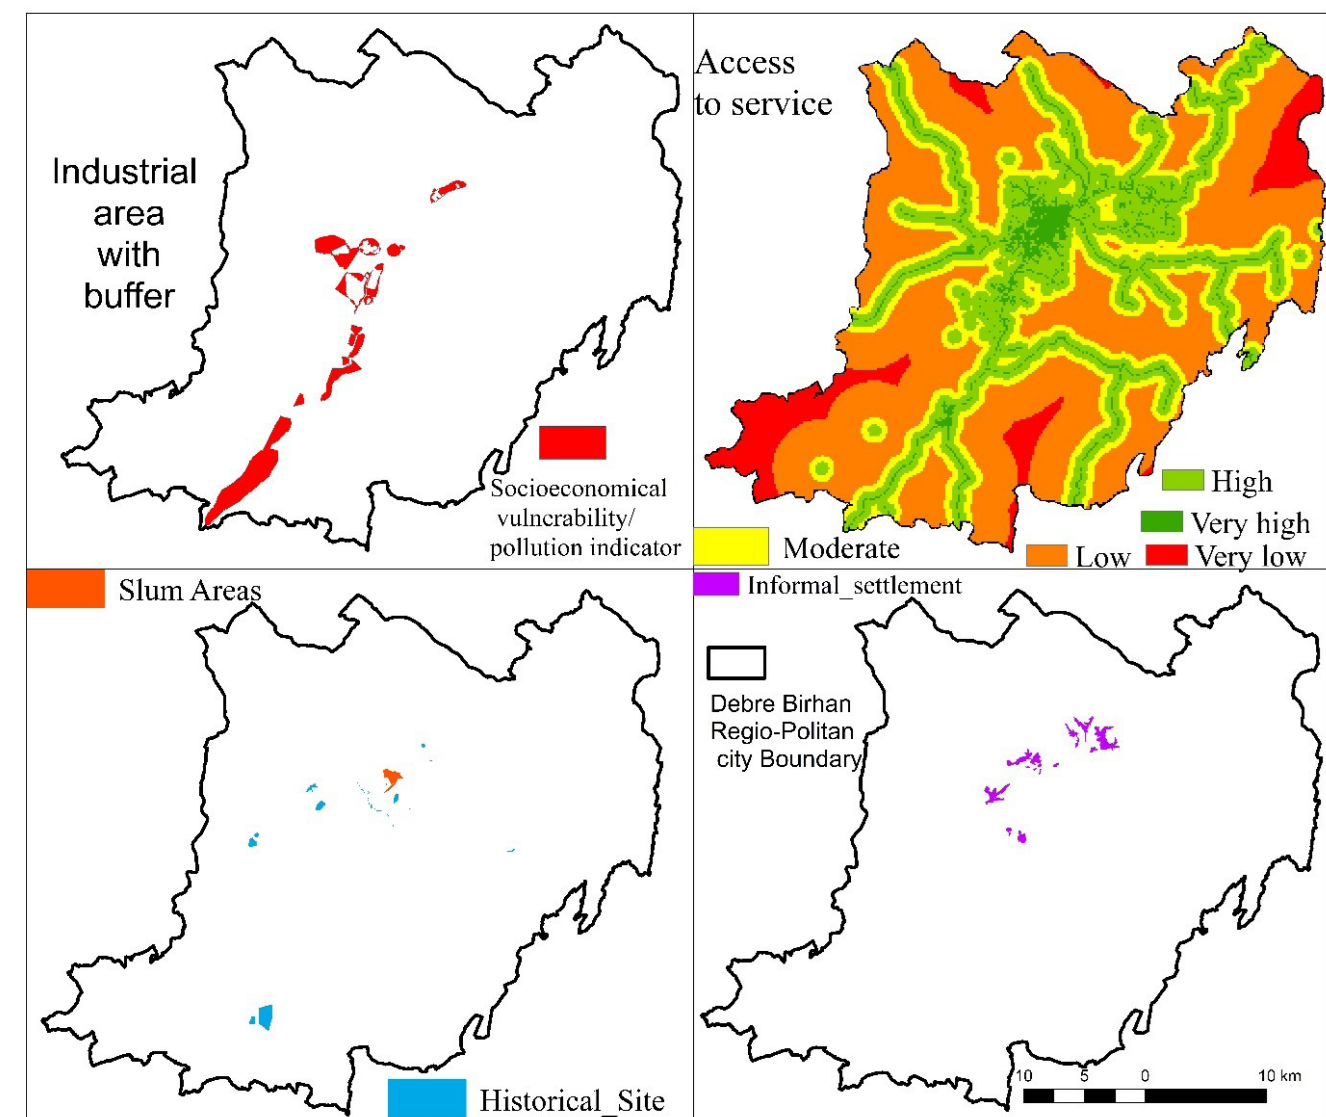 Industrial
area
with
buffer
Socioeconomical
vulnerability/
pollution indicator
Access
to service
High
Very high
Moderate
Low
Very low
Slum Areas
Historical_Site
Informal_settlement
Debre Birhan
Regio-Politan
city Boundary
10 5 0 10 km